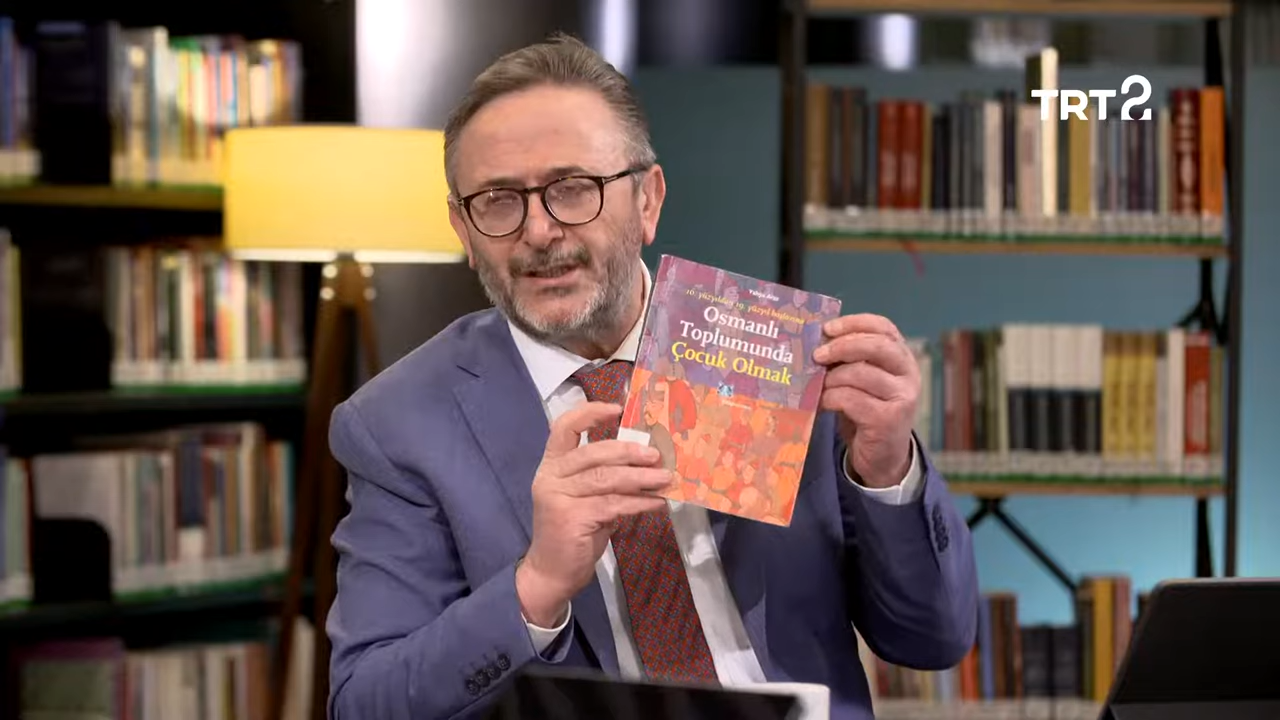 TRT2
Yahya Araz
16. yüzyıldan 19. yüzyıl başlarına
Osmanlı
Toplumunda
Çocuk Olmak